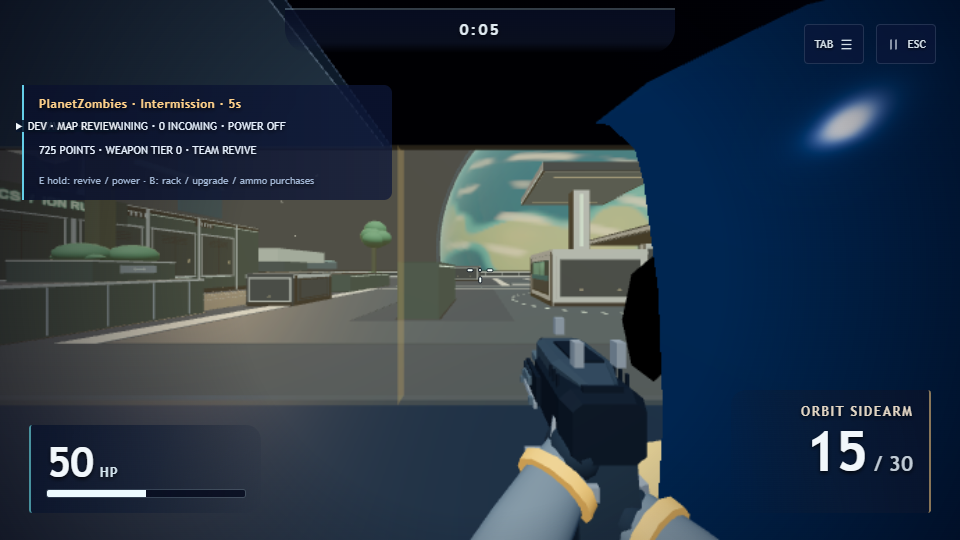 0:05
TAB
ESC
PlanetZombies · Intermission · 5s
DEV · MAP REVIEW
· 0 INCOMING · POWER OFF
725 POINTS · WEAPON TIER 0 · TEAM REVIVE
E hold: revive / power · B: rack / upgrade / ammo purchases
50 HP
ORBIT SIDEARM
15 / 30